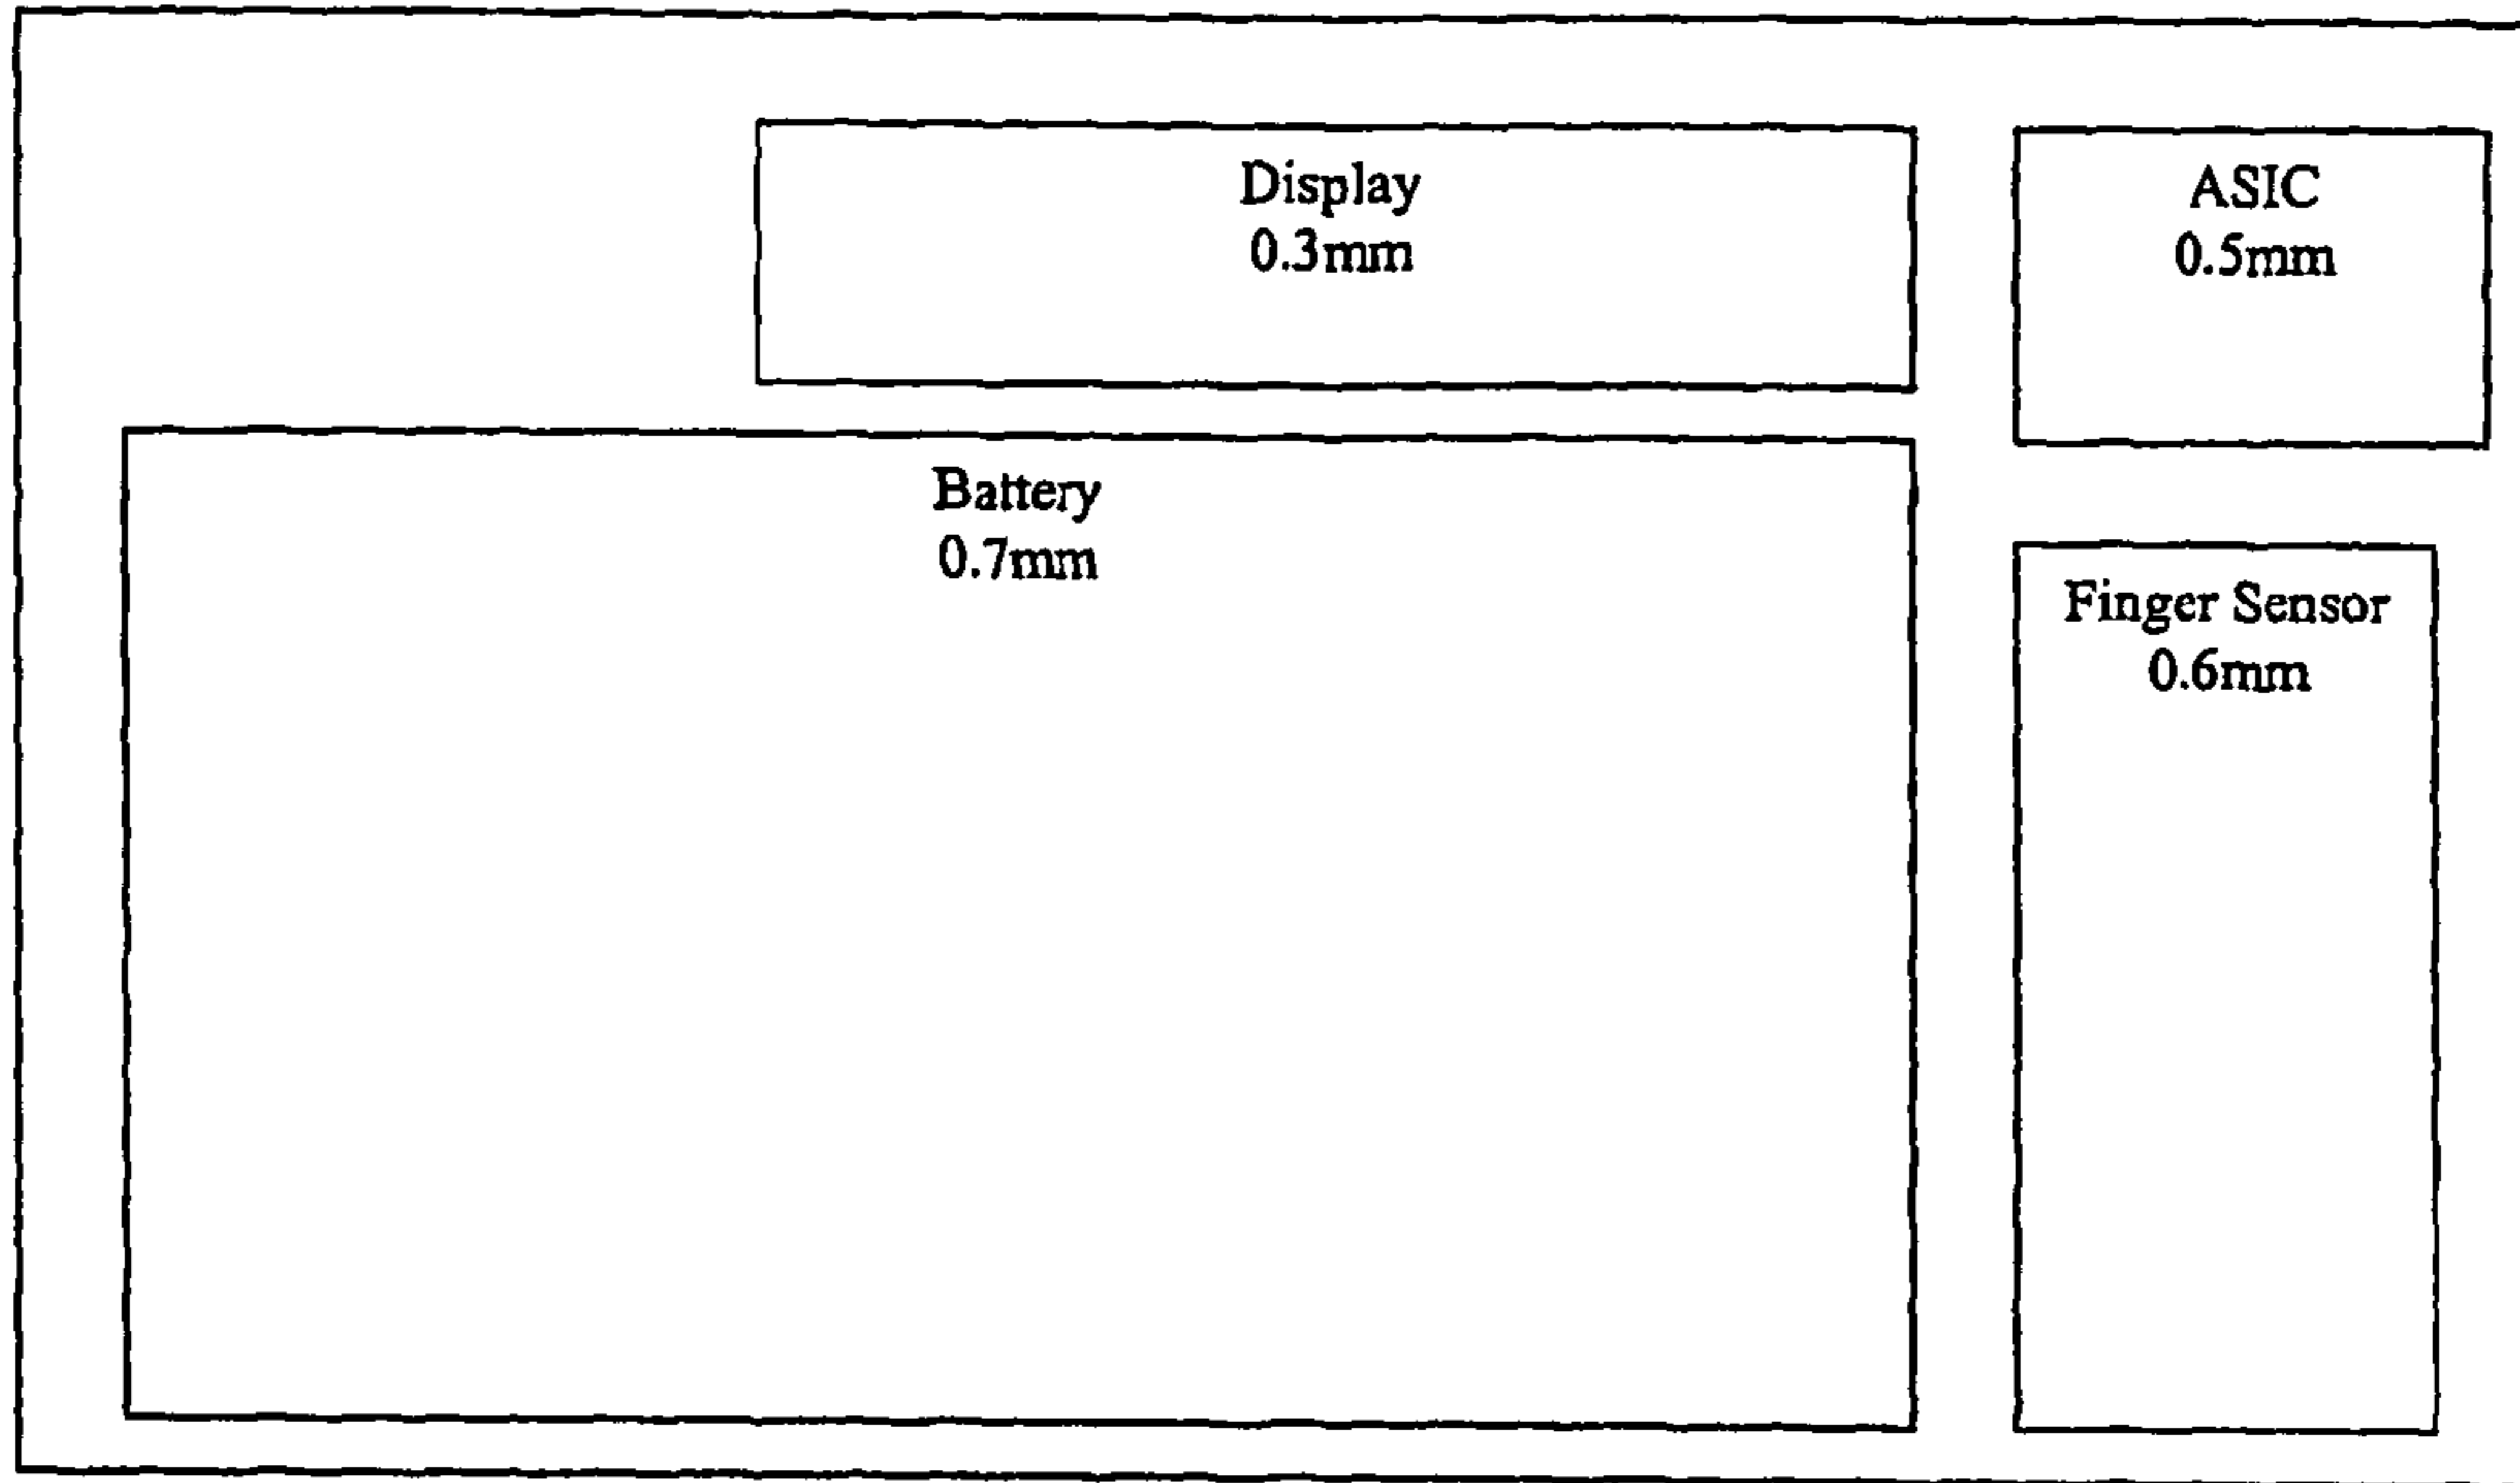 Display
0.3mm
ASIC
0.5mm
Battery
0.7mm
Finger Sensor
0.6mm